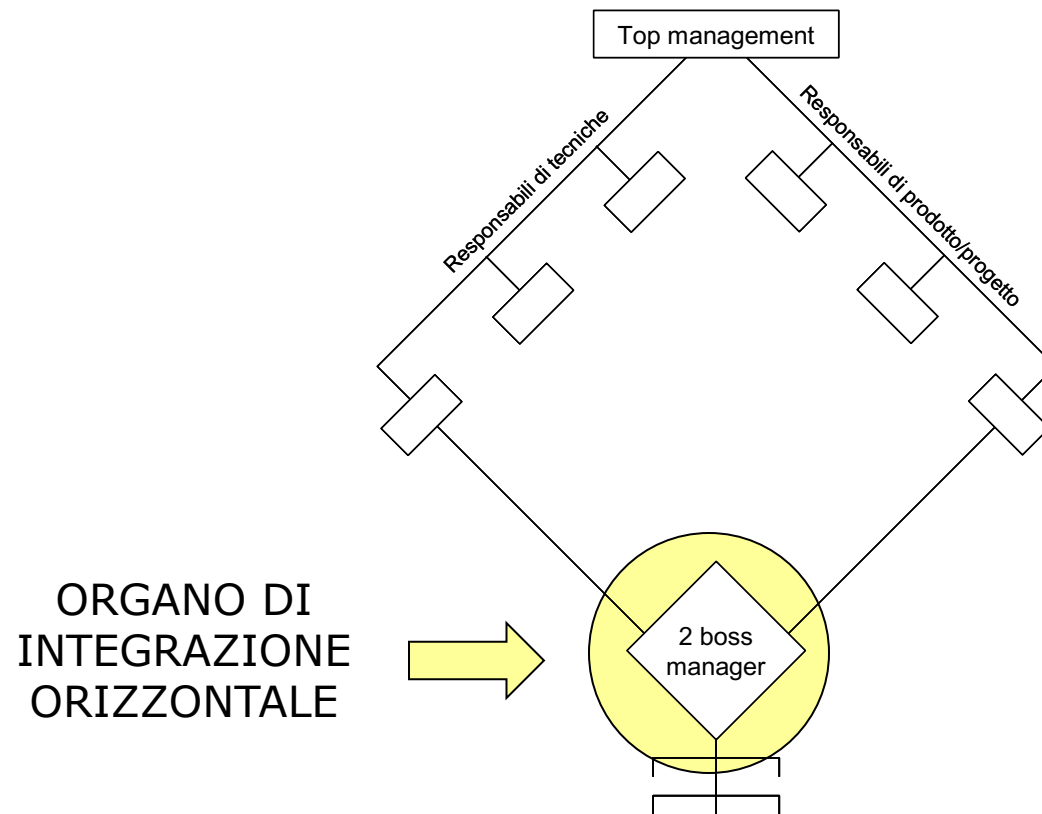 Top management
Responsabili di tecniche
Responsabili di prodotto/progetto
ORGANO DI
INTEGRAZIONE
ORIZZONTALE
2 boss
manager